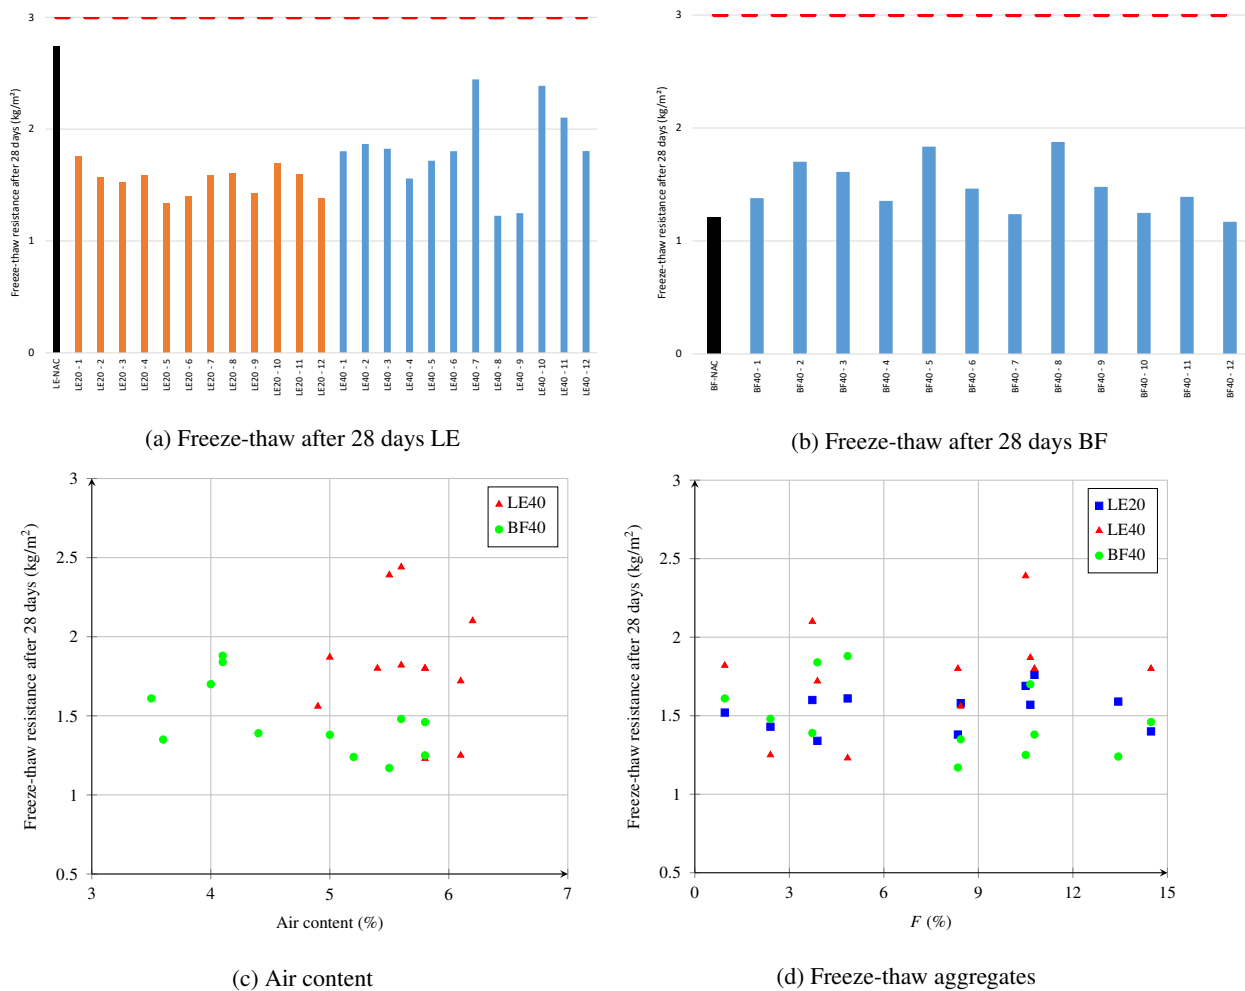 Freeze-thaw resistance after 28 days (kg/m²)
3
2
1
0
LE-NAC
LE20 - 1
LE20 - 2
LE20 - 3
LE20 - 4
LE20 - 5
LE20 - 6
LE20 - 7
LE20 - 8
LE20 - 9
LE20 - 10
LE20 - 11
LE20 - 12
LE40 - 1
LE40 - 2
LE40 - 3
LE40 - 4
LE40 - 5
LE40 - 6
LE40 - 7
LE40 - 8
LE40 - 9
LE40 - 10
LE40 - 11
LE40 - 12
(a) Freeze-thaw after 28 days LE
Freeze-thaw resistance after 28 days (kg/m²)
3
2
1
0
BF-NAC
BF40 - 1
BF40 - 2
BF40 - 3
BF40 - 4
BF40 - 5
BF40 - 6
BF40 - 7
BF40 - 8
BF40 - 9
BF40 - 10
BF40 - 11
BF40 - 12
(b) Freeze-thaw after 28 days BF
Freeze-thaw resistance after 28 days (kg/m²)
3
2.5
2
1.5
1
0.5
3 4 5 6 7
LE40
BF40
Air content (%)
(c) Air content
Freeze-thaw resistance after 28 days (kg/m²)
3
2.5
2
1.5
1
0.5
0 3 6 9 12 15
LE20
LE40
BF40
F (%)
(d) Freeze-thaw aggregates